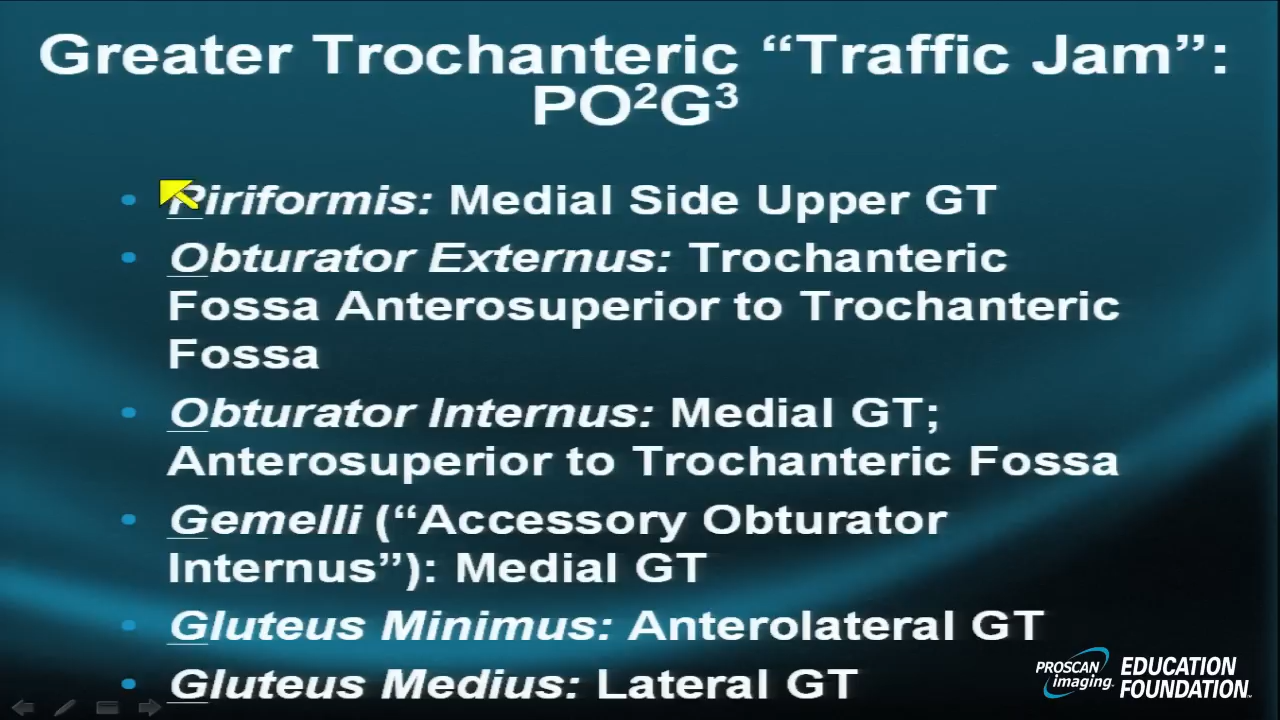 Greater Trochanteric “Traffic Jam”:
PO²G³
• Piriformis: Medial Side Upper GT
• Obturator Externus: Trochanteric
Fossa Anterosuperior to Trochanteric
Fossa
• Obturator Internus: Medial GT;
Anterosuperior to Trochanteric Fossa
• Gemelli (“Accessory Obturator
Internus”): Medial GT
• Gluteus Minimus: Anterolateral GT
• Gluteus Medius: Lateral GT
PROSCAN imaging EDUCATION
FOUNDATION